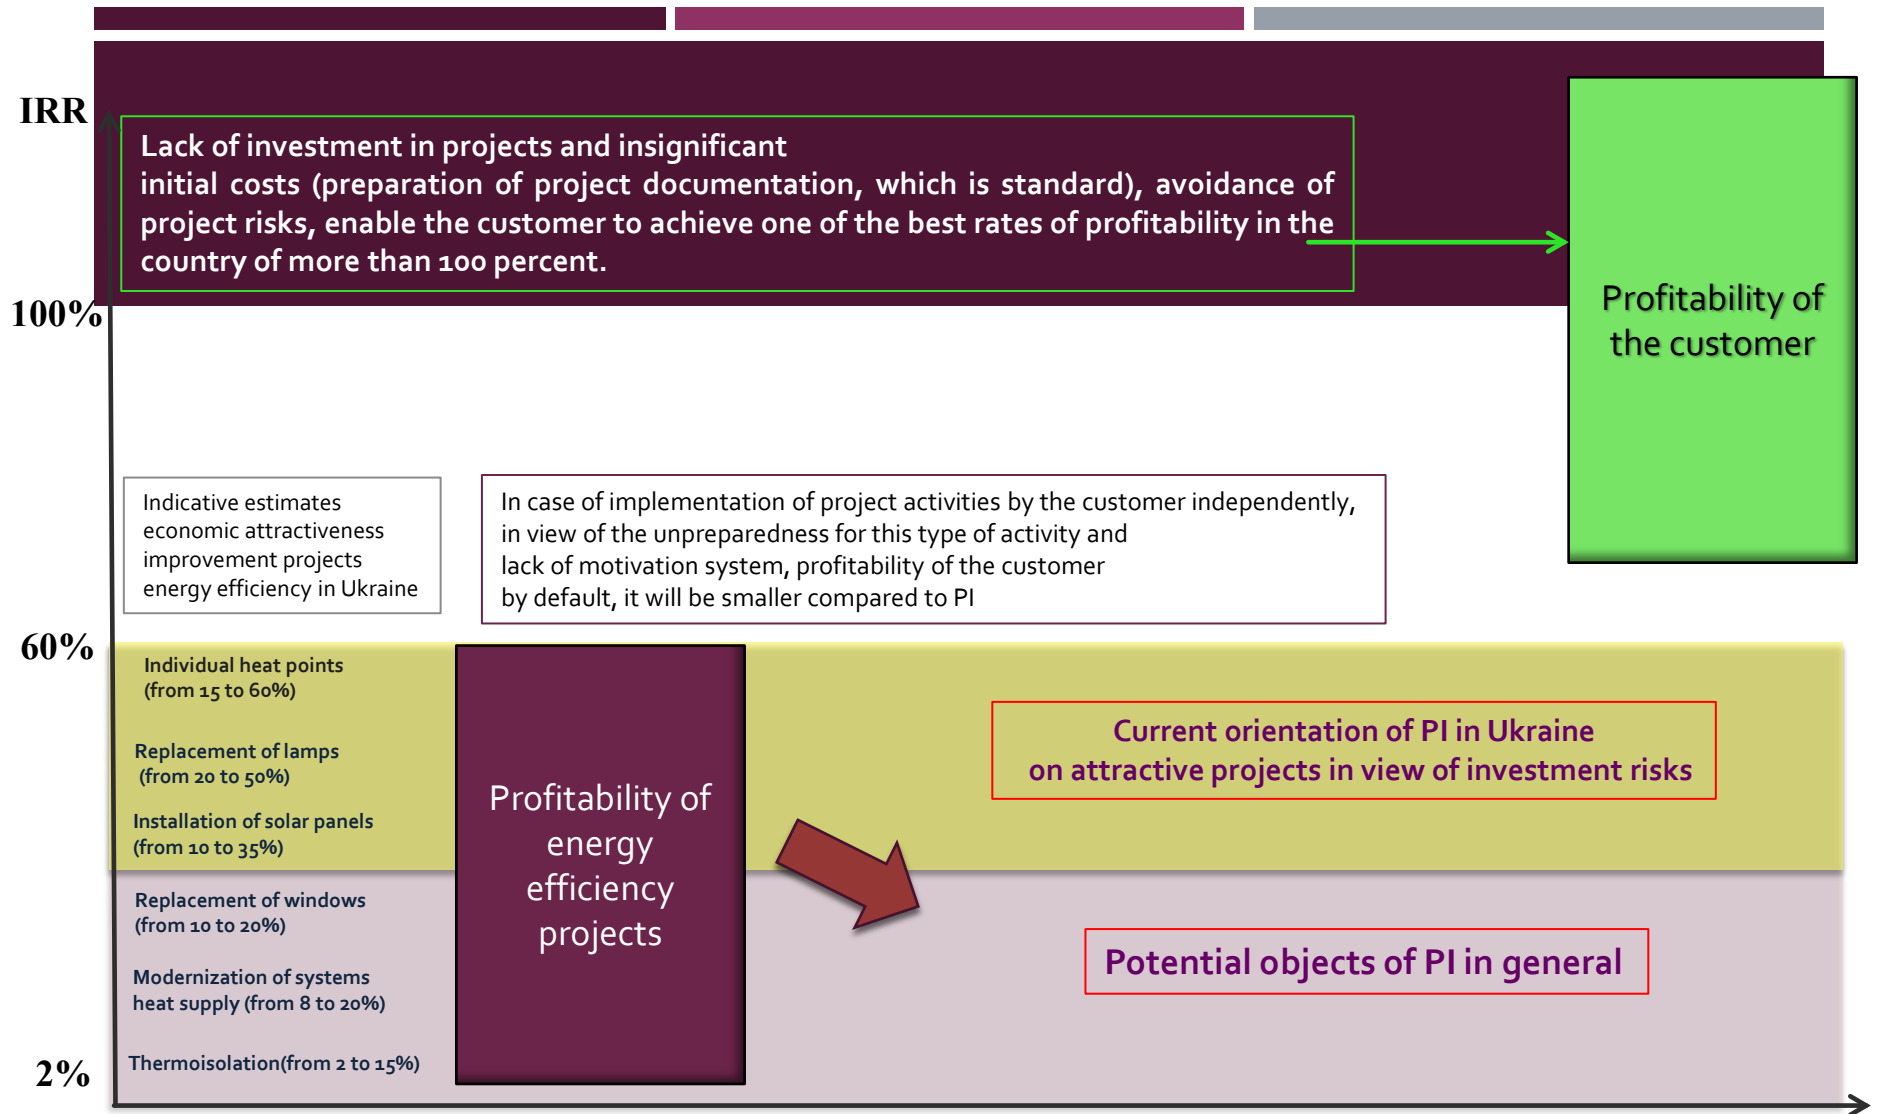 IRR
Lack of investment in projects and insignificant
initial costs (preparation of project documentation, which is standard), avoidance of
project risks, enable the customer to achieve one of the best rates of profitability in the
country of more than 100 percent.
Profitability of
the customer
100%
Indicative estimates
economic attractiveness
improvement projects
energy efficiency in Ukraine
In case of implementation of project activities by the customer independently,
in view of the unpreparedness for this type of activity and
lack of motivation system, profitability of the customer
by default, it will be smaller compared to PI
60%
Individual heat points
(from 15 to 60%)
Replacement of lamps
(from 20 to 50%)
Installation of solar panels
(from 10 to 35%)
Replacement of windows
(from 10 to 20%)
Modernization of systems
heat supply (from 8 to 20%)
Thermoisolation(from 2 to 15%)
2%
Profitability of
energy
efficiency
projects
Current orientation of PI in Ukraine
on attractive projects in view of investment risks
Potential objects of PI in general